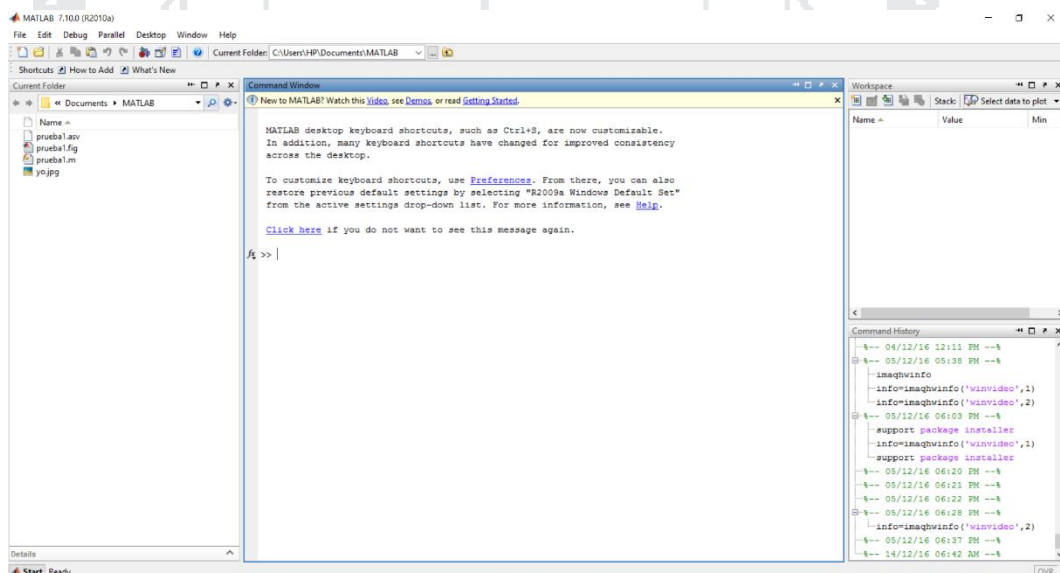 MATLAB 7.10.0 (R2010a)
File Edit Debug Parallel Desktop Window Help
Current Folder: C:\Users\HP\Documents\MATLAB
Shortcuts How to Add What's New
Current Folder
« Documents ▸ MATLAB
Name
prueba1.asv
prueba1.fig
prueba1.m
yo.jpg
Details
Command Window
New to MATLAB? Watch this Video, see Demos, or read Getting Started.
MATLAB desktop keyboard shortcuts, such as Ctrl+S, are now customizable.
In addition, many keyboard shortcuts have changed for improved consistency
across the desktop.
To customize keyboard shortcuts, use Preferences. From there, you can also
restore previous default settings by selecting "R2009a Windows Default Set"
from the active settings drop-down list. For more information, see Help.
Click here if you do not want to see this message again.
fx >>
Workspace
Stack: Select data to plot
Name Value Min
Command History
%-- 04/12/16 12:11 PM --%
%-- 05/12/16 05:38 PM --%
imaqhwinfo
info=imaqhwinfo('winvideo',1)
info=imaqhwinfo('winvideo',2)
%-- 05/12/16 06:03 PM --%
support package installer
info=imaqhwinfo('winvideo',1)
support package installer
%-- 05/12/16 06:20 PM --%
%-- 05/12/16 06:21 PM --%
%-- 05/12/16 06:22 PM --%
%-- 05/12/16 06:28 PM --%
info=imaqhwinfo('winvideo',2)
%-- 05/12/16 06:37 PM --%
%-- 14/12/16 06:42 AM --%
Start Ready
OVR